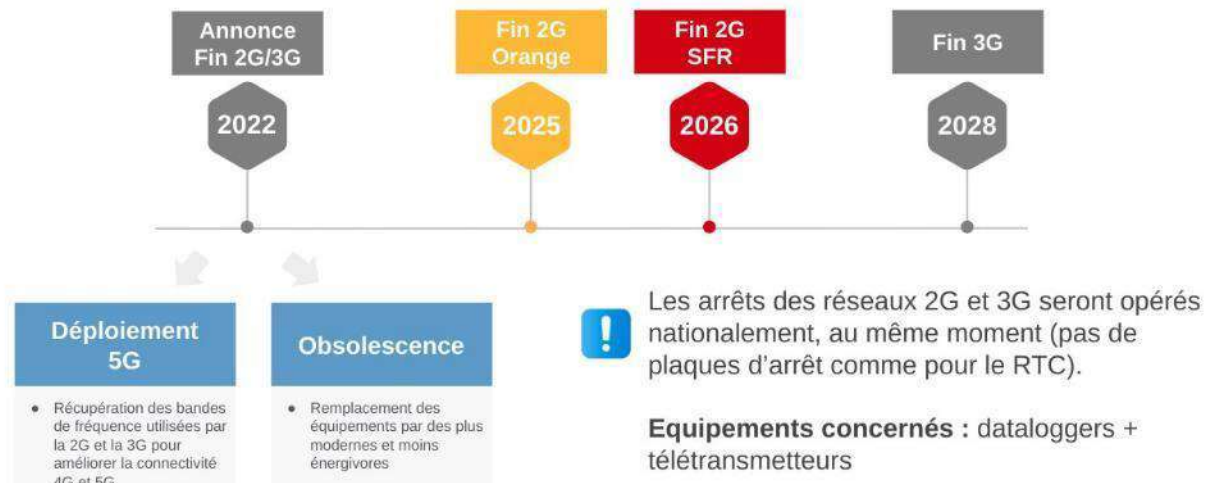 Annonce
Fin 2G/3G
Fin 2G
Orange
Fin 2G
SFR
Fin 3G
2022
2025
2026
2028
Déploiement
5G
• Récupération des bandes
de fréquence utilisées par
la 2G et la 3G pour
améliorer la connectivité
4G et 5G
Obsolescence
• Remplacement des
équipements par des plus
modernes et moins
énergivores
!
Les arrêts des réseaux 2G et 3G seront opérés
nationalement, au même moment (pas de
plaques d'arrêt comme pour le RTC).
Equipements concernés : dataloggers +
télétransmetteurs